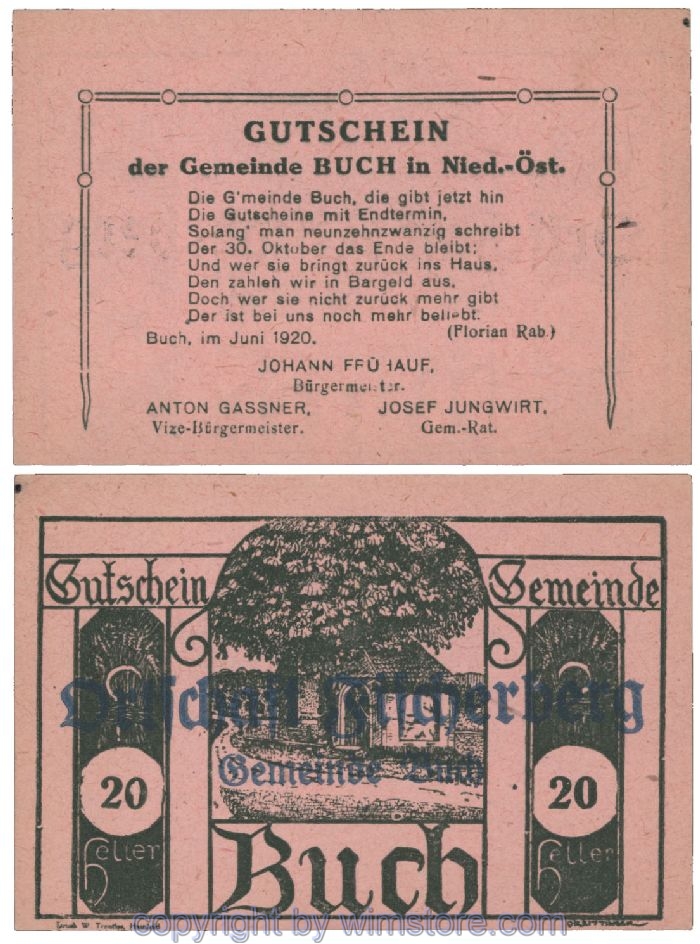 GUTSCHEIN
der Gemeinde BUCH in Nied.-Öst.
Die G'meinde Buch, die gibt jetzt hin
Die Gutscheine mit Endtermin,
Solang' man neunzehnzwanzig schreibt
Der 30. Oktober das Ende bleibt;
Und wer sie bringt zurück ins Haus,
Den zahlen wir in Bargeld aus,
Doch wer sie nicht zurück mehr gibt
Der ist bei uns noch mehr beliebt.
Buch, im Juni 1920. (Florian Rab.)
JOHANN FRÜHAUF,
Bürgermeister.
ANTON GASSNER, JOSEF JUNGWIRT,
Vize-Bürgermeister. Gem.-Rat.
Gutschein Gemeinde
Ortschaft
Gemeinde Buch
20 20
Heller Heller
Buch
Druck W.
copyright by wimstore.com